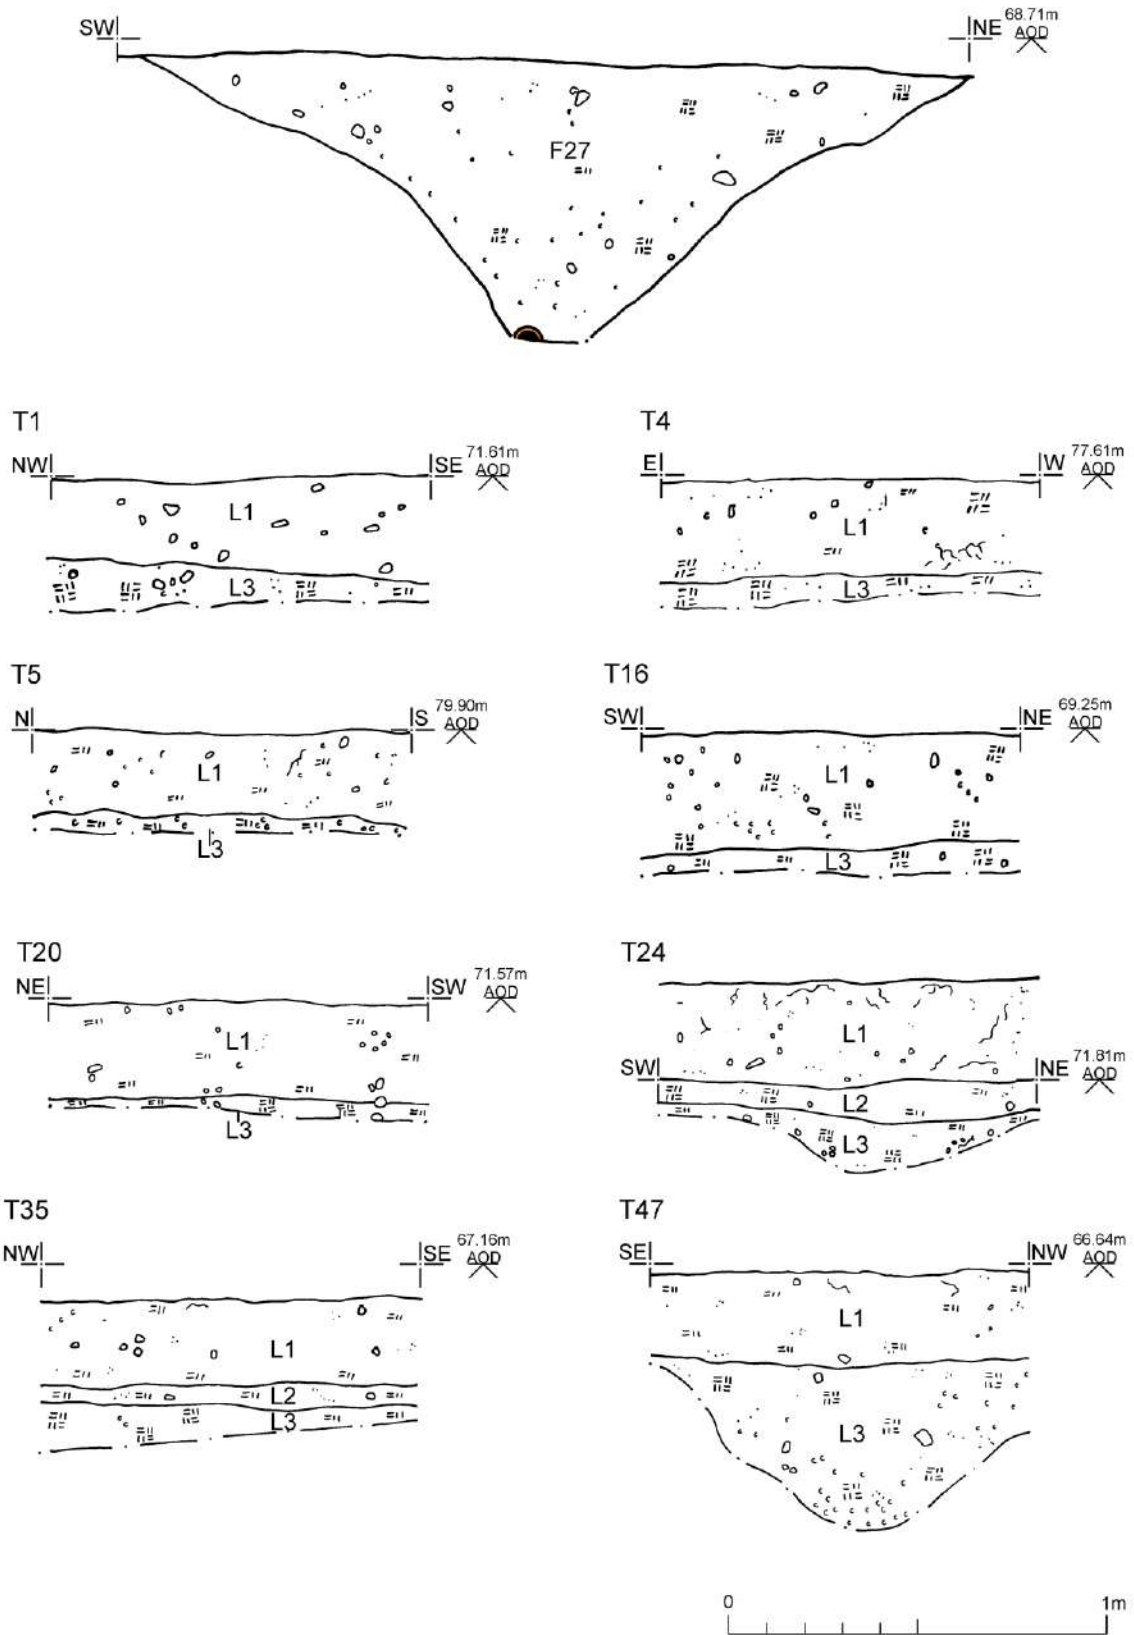 SW NE 68.71m AOD
F27
T1 T4
NW SE 71.61m AOD E W 77.61m AOD
L1 L1
L3 L3
T5 T16
N S 79.90m AOD SW NE 69.25m AOD
L1 L1
L3 L3
T20 T24
NE SW 71.57m AOD
L1 L1
SW NE 71.81m AOD
L2
L3 L3
T35 T47
NW SE 67.16m AOD SE NW 66.64m AOD
L1 L1
L2
L3 L3
0 1m